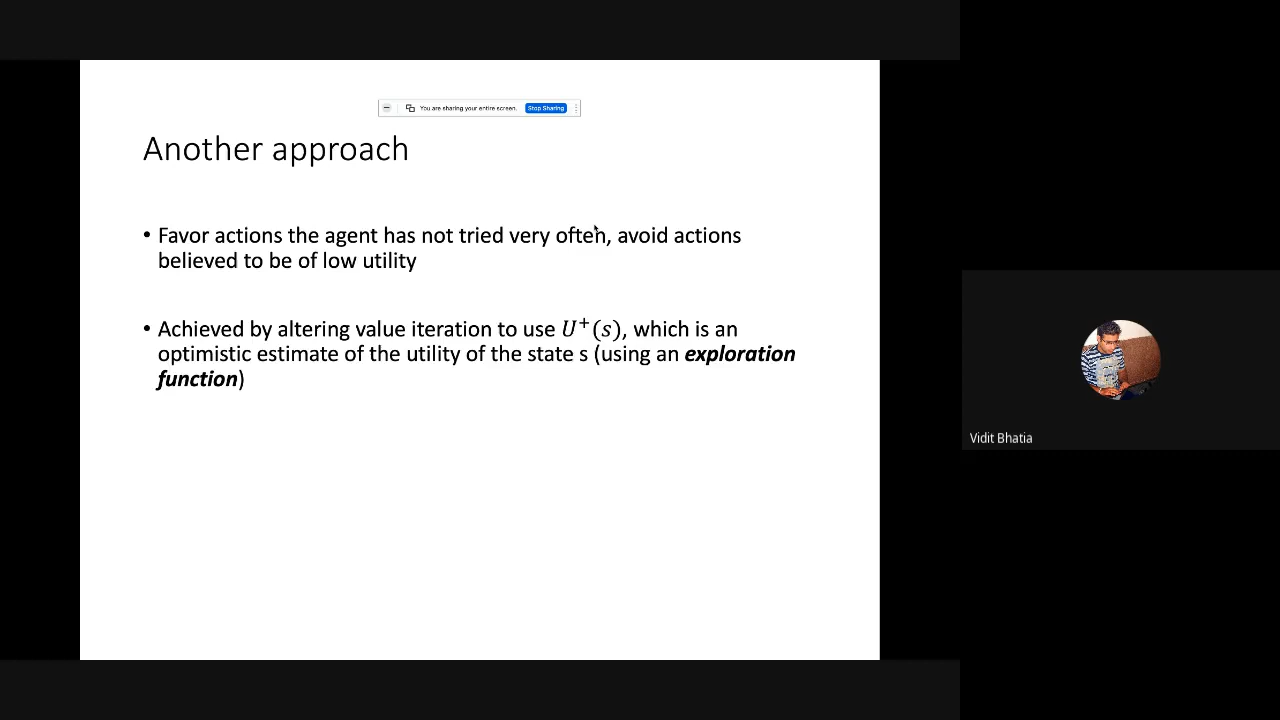 You are sharing your entire screen. Stop Sharing
Another approach
• Favor actions the agent has not tried very often, avoid actions
believed to be of low utility
• Achieved by altering value iteration to use U⁺(s), which is an
optimistic estimate of the utility of the state s (using an exploration
function)
Vidit Bhatia